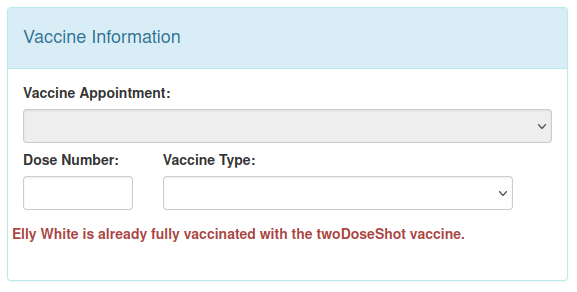 Vaccine Information
Vaccine Appointment:
Dose Number: Vaccine Type:
Elly White is already fully vaccinated with the twoDoseShot vaccine.